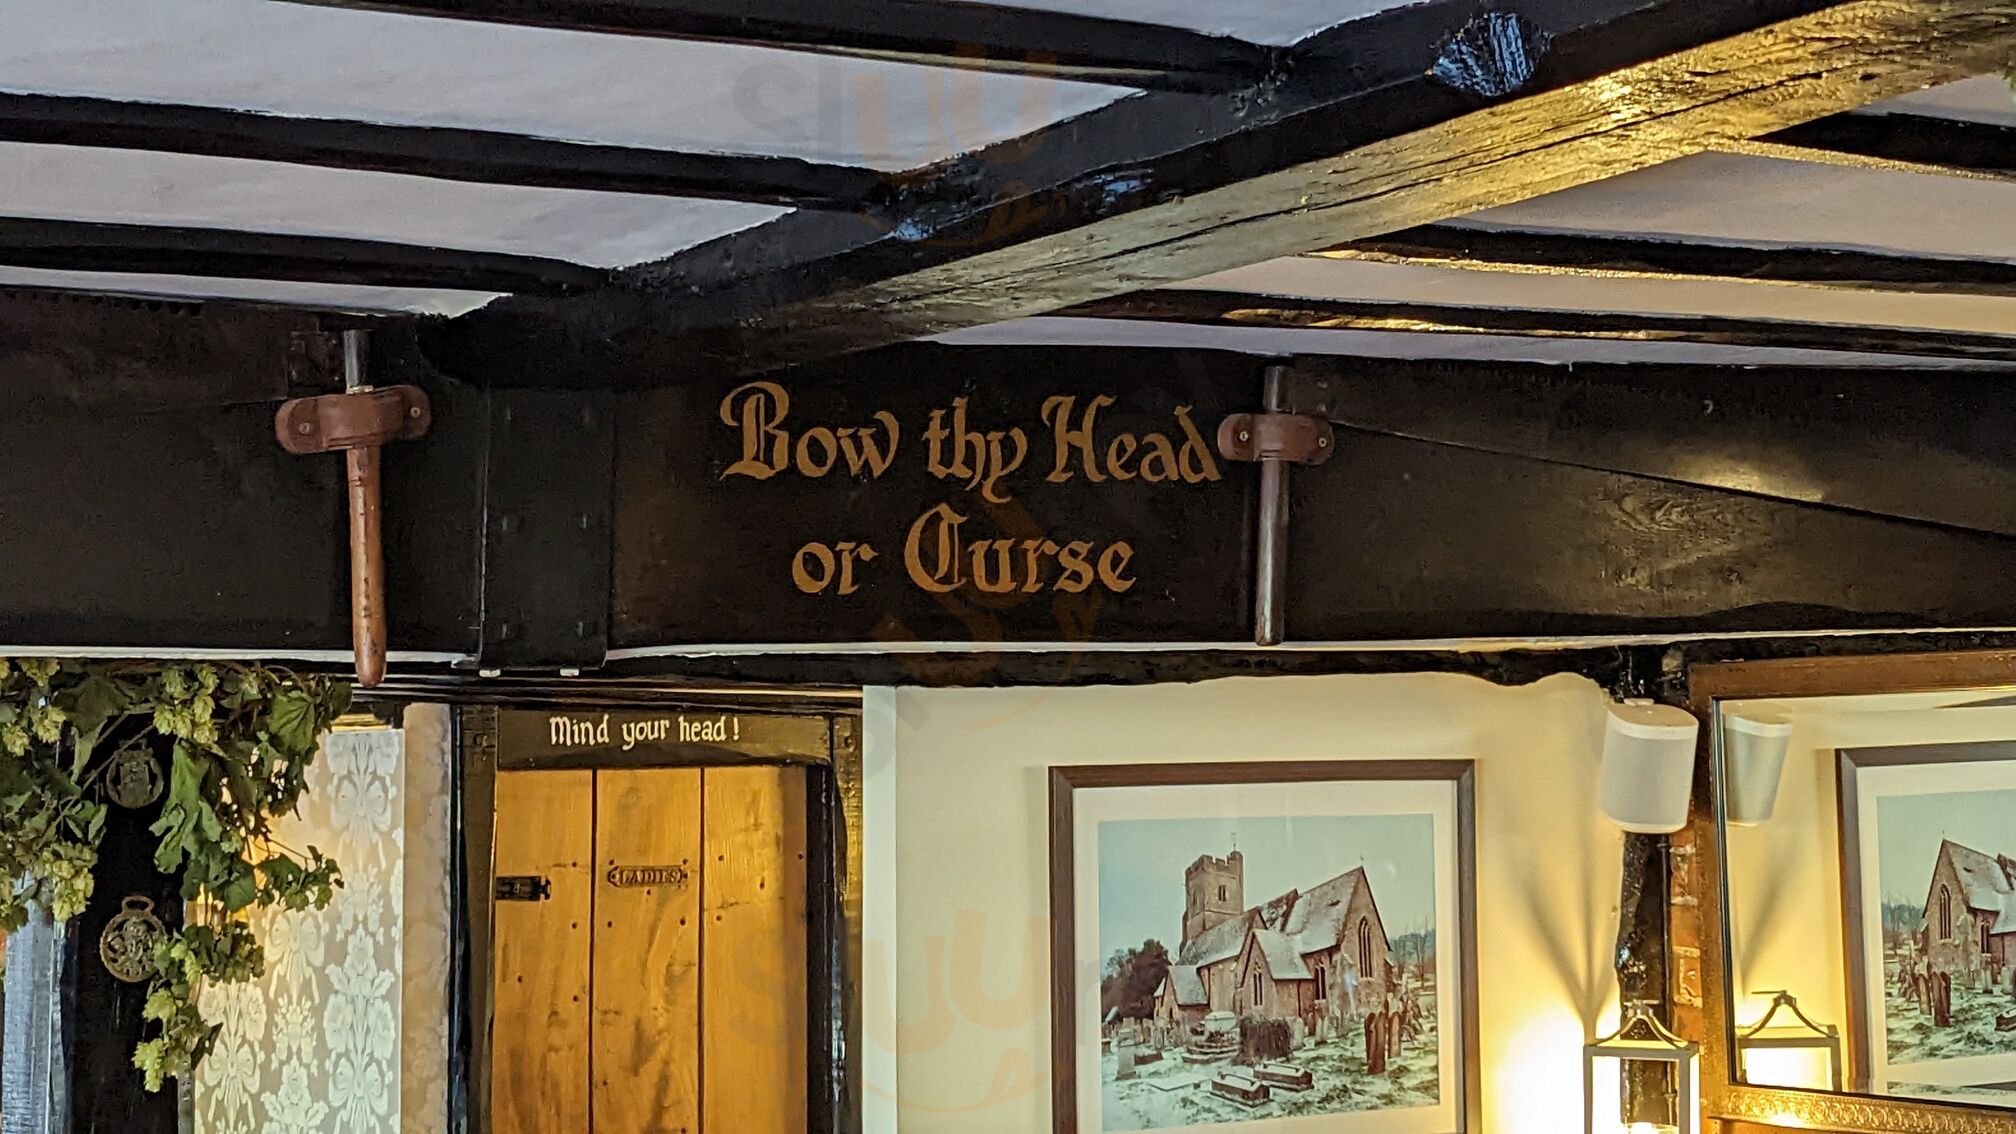 Bow thy Head
or Curse
Mind your head!
LADIES